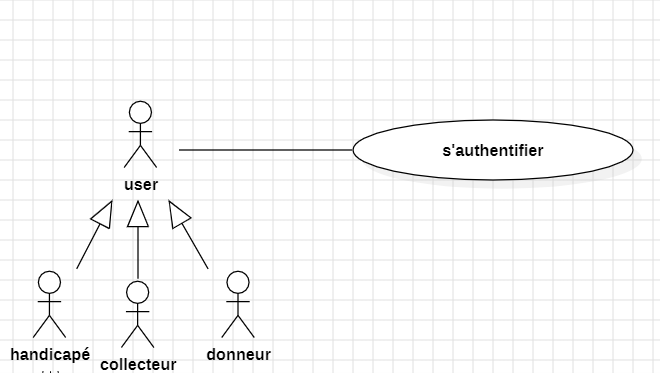 s'authentifier
user
handicapé
collecteur
donneur